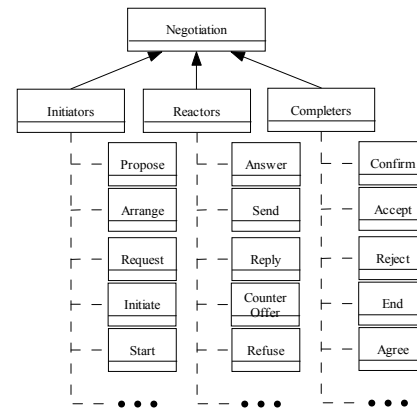 Negotiation
Initiators
Reactors
Completers
Propose
Answer
Confirm
Arrange
Send
Accept
Request
Reply
Reject
Initiate
Counter
Offer
End
Start
Refuse
Agree